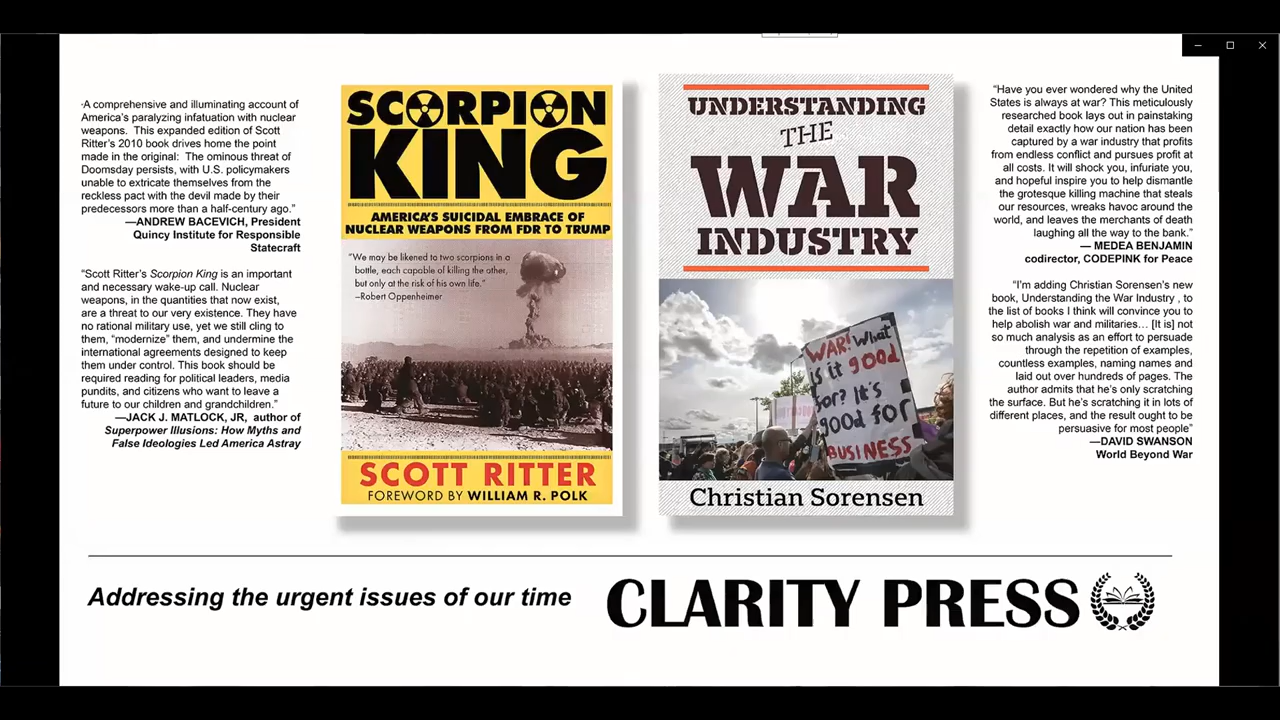 "A comprehensive and illuminating account of
America's paralyzing infatuation with nuclear
weapons. This expanded edition of Scott
Ritter's 2010 book drives home the point
made in the original: The ominous threat of
Doomsday persists, with U.S. policymakers
unable to extricate themselves from the
reckless pact with the devil made by their
predecessors more than a half-century ago."
—ANDREW BACEVICH, President
Quincy Institute for Responsible
Statecraft
"Scott Ritter's Scorpion King is an important
and necessary wake-up call. Nuclear
weapons, in the quantities that now exist,
are a threat to our very existence. They have
no rational military use, yet we still cling to
them, "modernize" them, and undermine the
international agreements designed to keep
them under control. This book should be
required reading for political leaders, media
pundits, and citizens who want to leave a
future to our children and grandchildren."
—JACK J. MATLOCK, JR, author of
Superpower Illusions: How Myths and
False Ideologies Led America Astray
SCORPION
KING
AMERICA'S SUICIDAL EMBRACE OF
NUCLEAR WEAPONS FROM FDR TO TRUMP
"We may be likened to two scorpions in a
bottle, each capable of killing the other,
but only at the risk of his own life."
—Robert Oppenheimer
SCOTT RITTER
FOREWORD BY WILLIAM R. POLK
UNDERSTANDING
THE
WAR
INDUSTRY
WAR! What
is it good
for? It's
good for
BUSINESS
Christian Sorensen
"Have you ever wondered why the United
States is always at war? This meticulously
researched book lays out in painstaking
detail exactly how our nation has been
captured by a war industry that profits
from endless conflict and pursues profit at
all costs. It will shock you, infuriate you,
and hopeful inspire you to help dismantle
the grotesque killing machine that steals
our resources, wreaks havoc around the
world, and leaves the merchants of death
laughing all the way to the bank."
— MEDEA BENJAMIN
codirector, CODEPINK for Peace
"I'm adding Christian Sorensen's new
book, Understanding the War Industry , to
the list of books I think will convince you to
help abolish war and militaries… [It is] not
so much analysis as an effort to persuade
through the repetition of examples,
countless examples, naming names and
laid out over hundreds of pages. The
author admits that he's only scratching
the surface. But he's scratching it in lots of
different places, and the result ought to be
persuasive for most people"
—DAVID SWANSON
World Beyond War
Addressing the urgent issues of our time
CLARITY PRESS